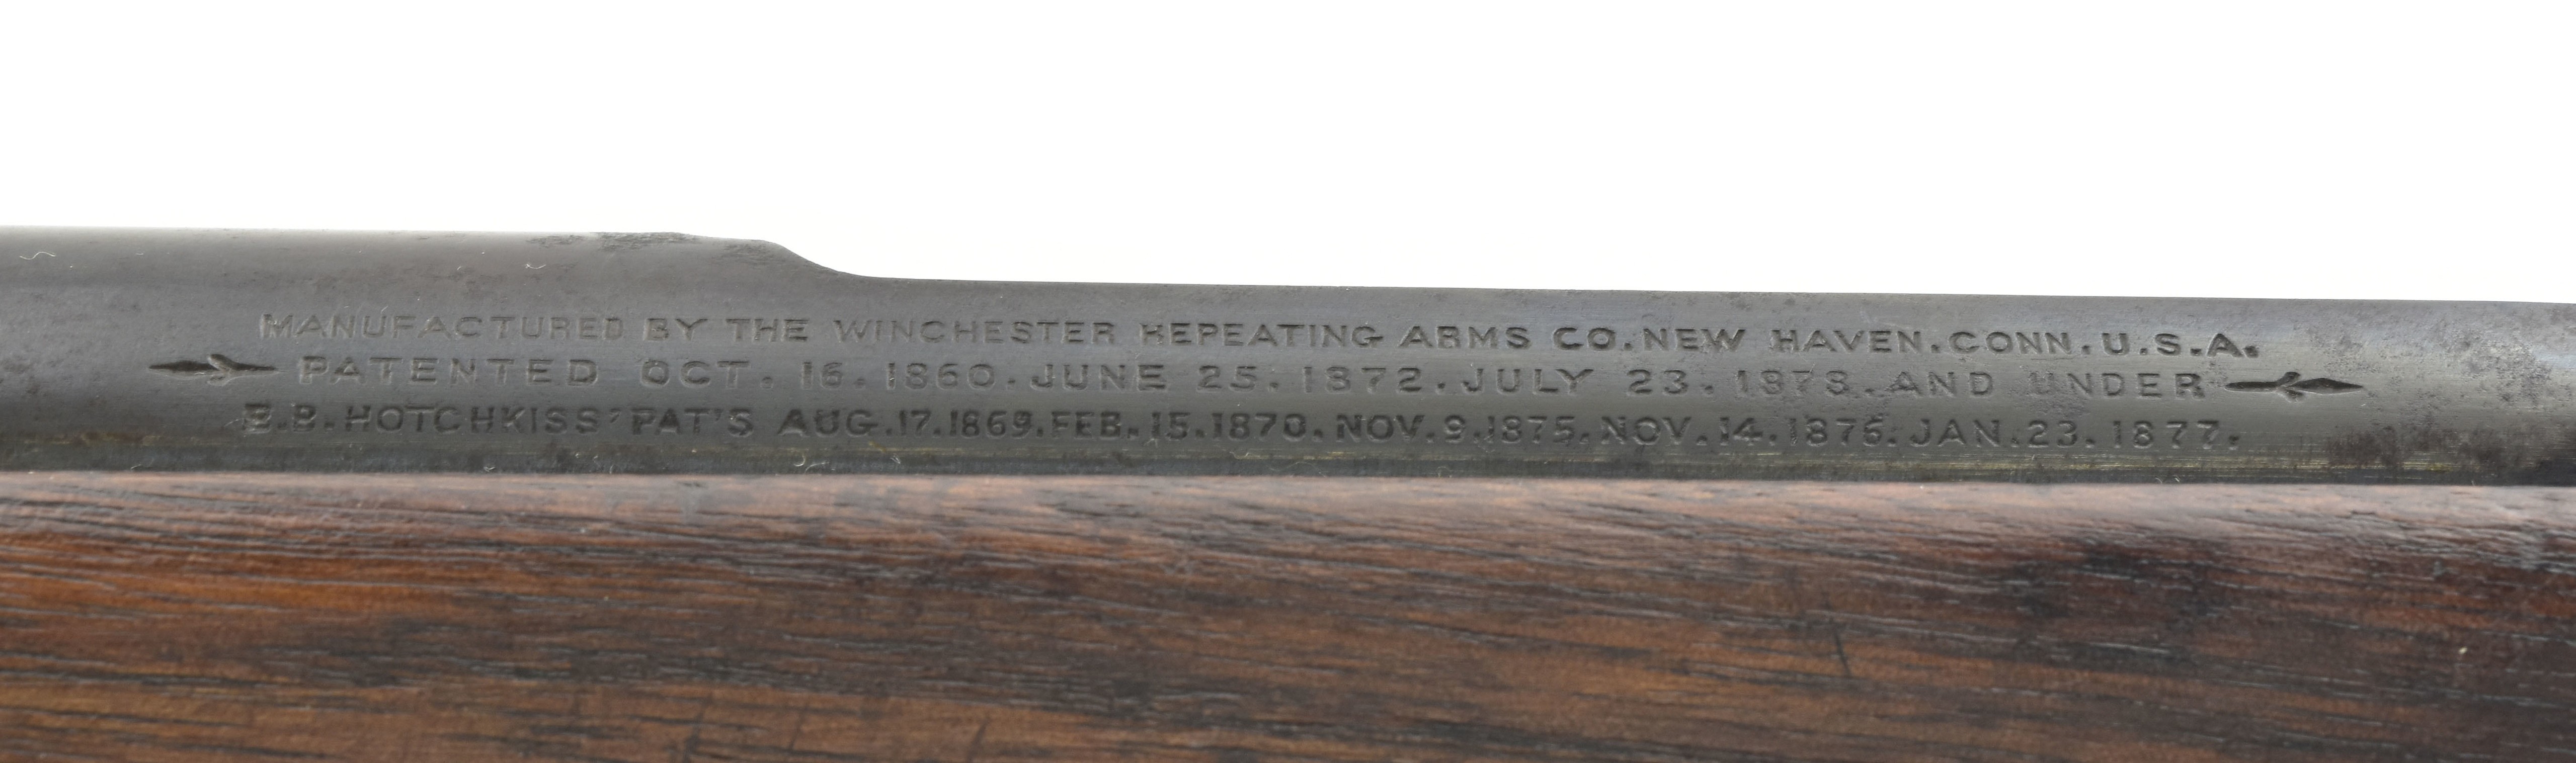 MANUFACTURED BY THE WINCHESTER REPEATING ARMS CO. NEW HAVEN. CONN. U.S.A.
PATENTED OCT. 16. 1860. JUNE 25. 1872. JULY 23. 1878. AND UNDER
B.B. HOTCHKISS' PAT'S AUG. 17. 1869. FEB. 15. 1870. NOV. 9. 1875. NOV. 14. 1876. JAN. 23. 1877.